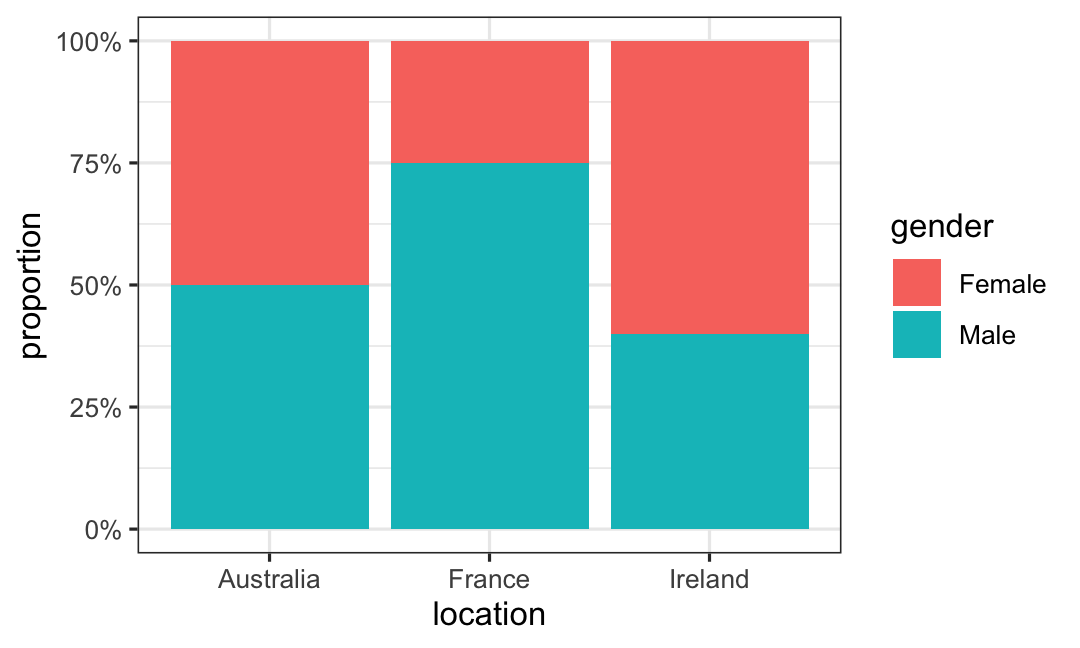 100%
75%
50%
25%
0%
proportion
Australia
France
Ireland
location
gender
Female
Male